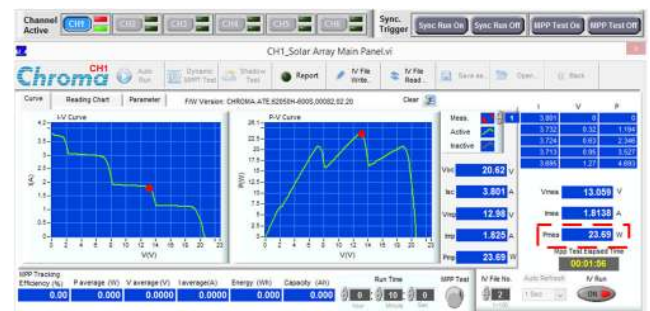 Channel Active CH1 CH2 CH3 CH4 CH5 CH6 Sync. Trigger Sync Run On Sync Run Off MPP Test On MPP Test Off
CH1_Solar Array Main Panel.vi
Chroma CH1 Auto Run Dynamic MPPT Test Shadow Test Report IV File Write.. IV File Read.. Save as.. Open.. Back
Curve Reading Chart Parameter F/W Version: CHROMA-ATE,62050H-600S,00082,02.20 Clear
I-V Curve
P-V Curve
I(A)
V(V)
P(W)
V(V)
Meas. 1
Active
Inactive
Voc 20.62 V
Isc 3.801 A
Vmp 12.98 V
Imp 1.825 A
Pmp 23.69 W
I V P
3.801 0 0
3.732 0.32 1.194
3.724 0.63 2.346
3.713 0.95 3.527
3.695 1.27 4.693
Vmea 13.059 V
Imea 1.8138 A
Pmea 23.69 W
Mpp Test Elapsed Time
00:01:06
MPP Tracking
Efficiency (%) P average (W) V average (V) I average(A) Energy (Wh) Capacity (Ah) Run Time MPP Test IV File No. Auto Refresh IV Run
0.00 0.000 0.0000 0.0000 0.000 0.000 0 : 10 : 0 2 1 Sec ON
Hour Minute Sec 1~100